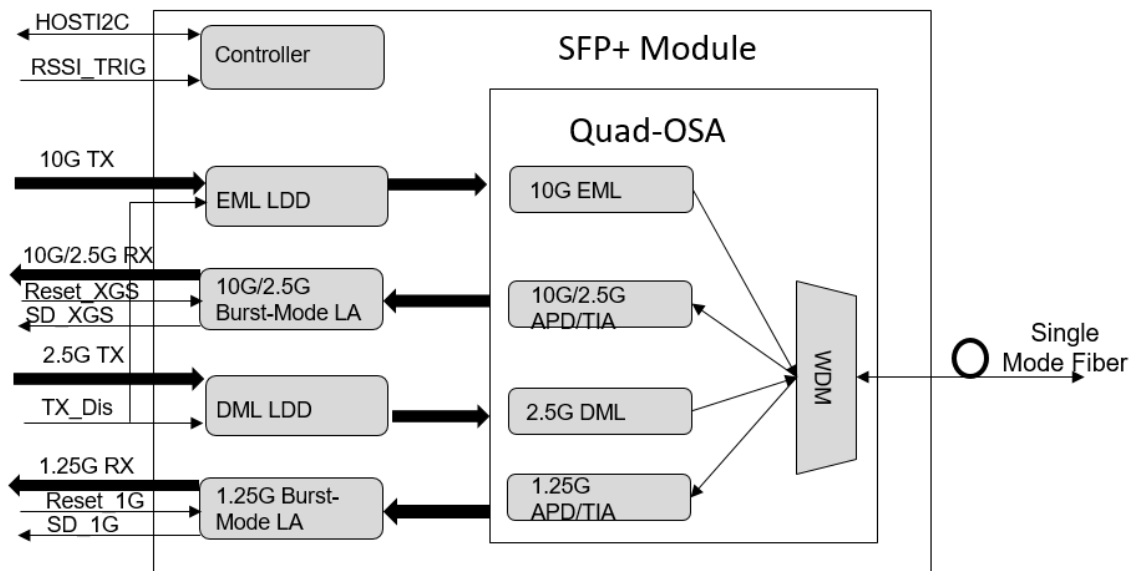 HOSTI2C
RSSI_TRIG
Controller
SFP+ Module
Quad-OSA
10G TX
EML LDD
10G EML
10G/2.5G RX
Reset_XGS
SD_XGS
10G/2.5G
Burst-Mode LA
10G/2.5G
APD/TIA
2.5G TX
TX_Dis
DML LDD
2.5G DML
1.25G RX
Reset_1G
SD_1G
1.25G Burst-
Mode LA
1.25G
APD/TIA
WDM
Single
Mode Fiber